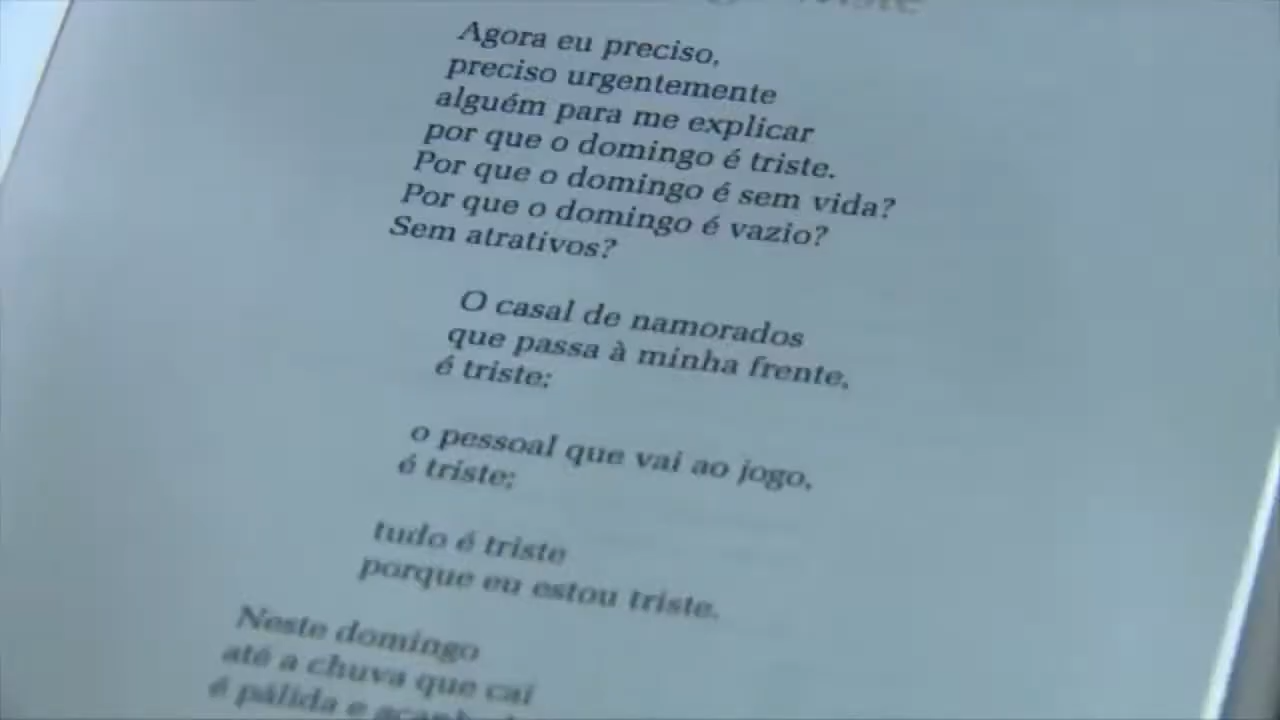 triste
Agora eu preciso,
preciso urgentemente
alguém para me explicar
por que o domingo é triste.
Por que o domingo é sem vida?
Por que o domingo é vazio?
Sem atrativos?
O casal de namorados
que passa à minha frente,
é triste;
o pessoal que vai ao jogo,
é triste;
tudo é triste
porque eu estou triste.
Neste domingo
até a chuva que cai
é pálida e